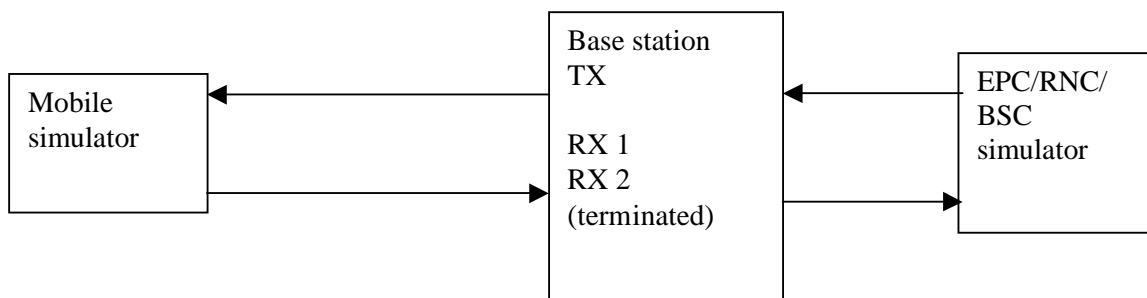 Mobile
simulator
Base station
TX
RX 1
RX 2
(terminated)
EPC/RNC/
BSC
simulator